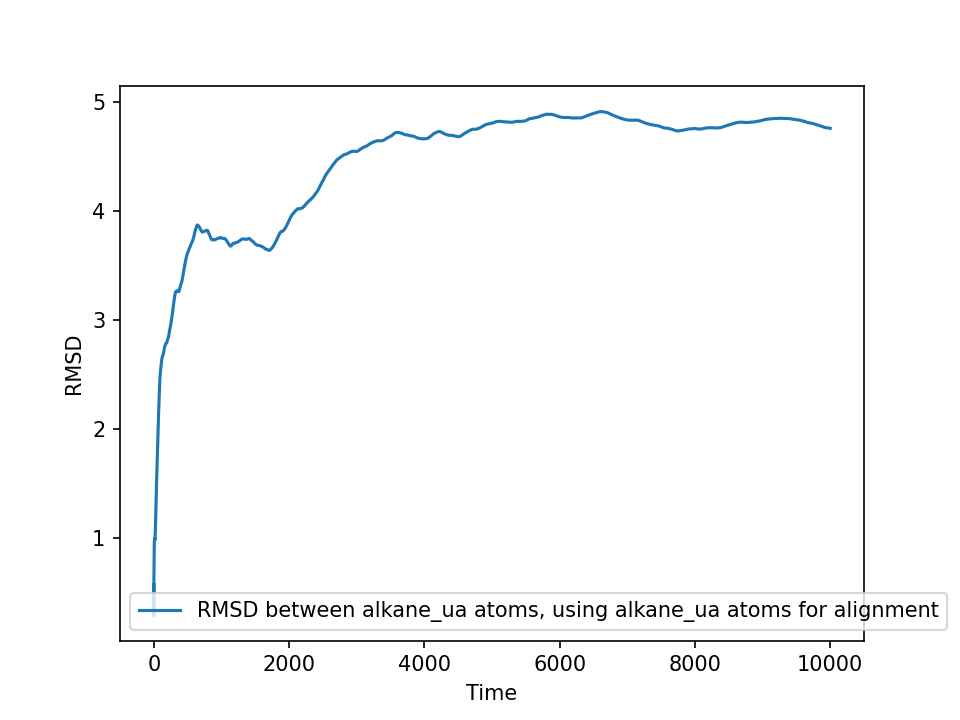 5
4
3
2
1
RMSD
RMSD between alkane_ua atoms, using alkane_ua atoms for alignment
0 2000 4000 6000 8000 10000
Time